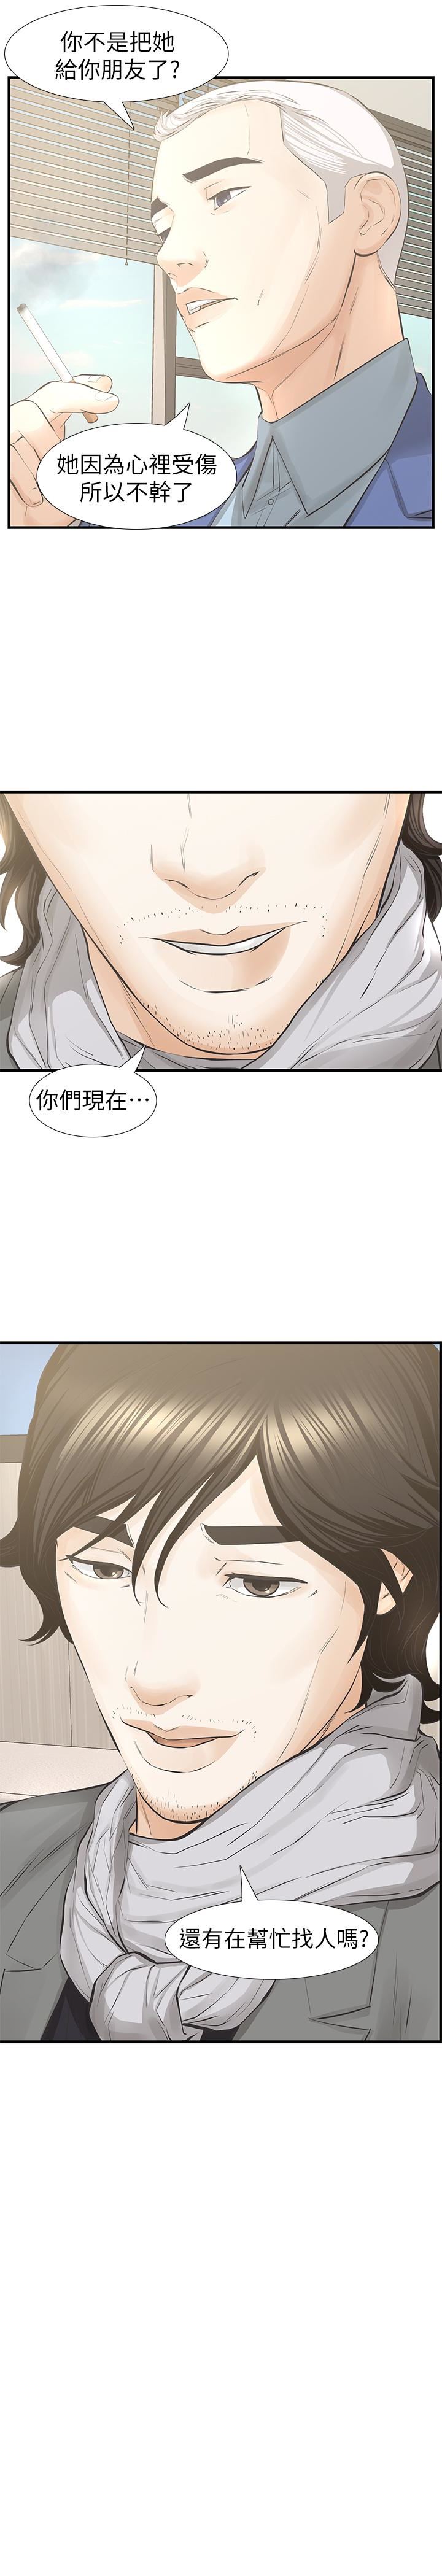 你不是把她
給你朋友了?
她因為心裡受傷
所以不幹了
你們現在…
還有在幫忙找人嗎?